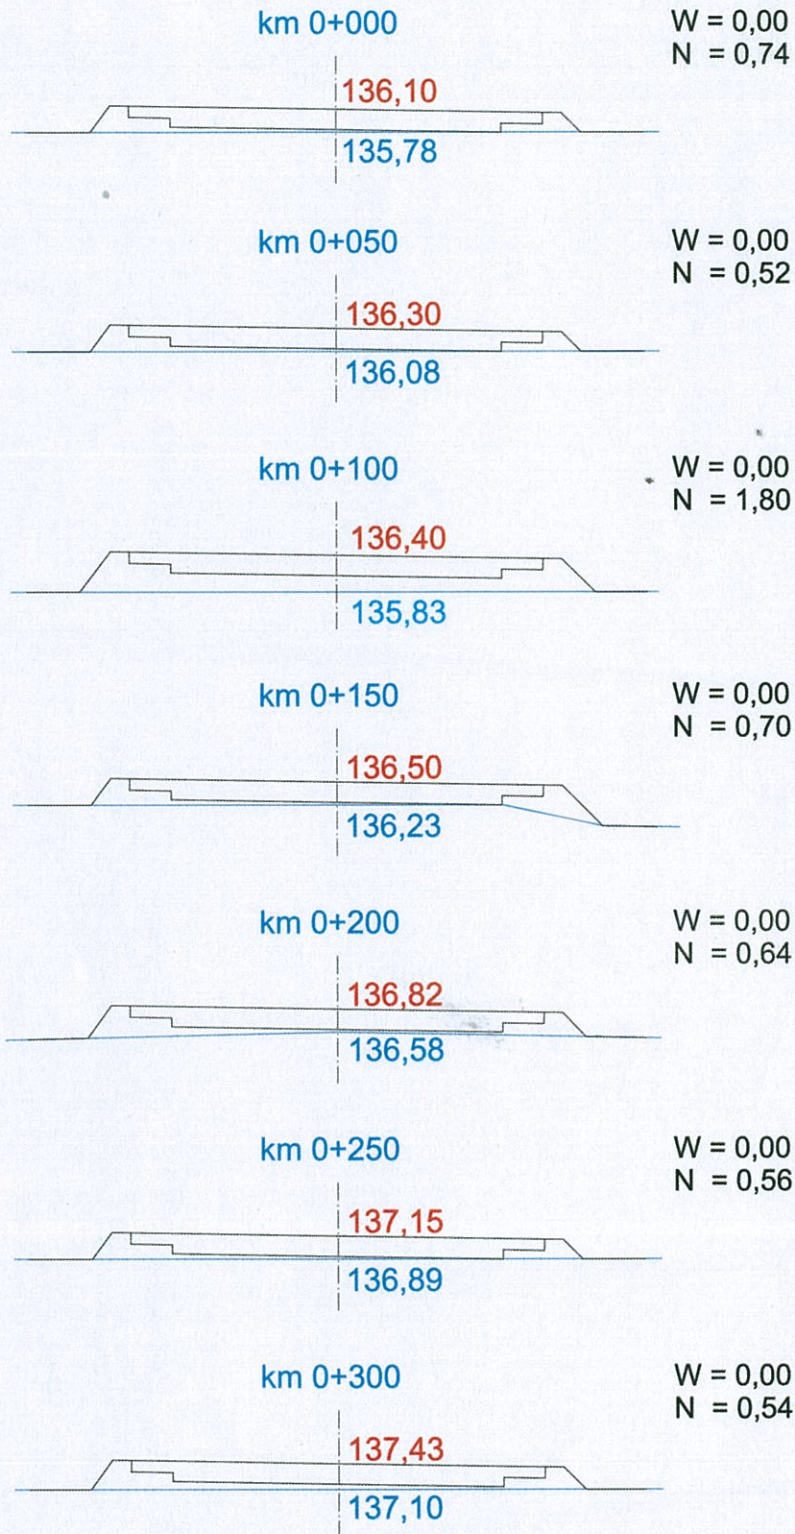 km 0+000
W = 0,00
N = 0,74
136,10
135,78
km 0+050
W = 0,00
N = 0,52
136,30
136,08
km 0+100
W = 0,00
N = 1,80
136,40
135,83
km 0+150
W = 0,00
N = 0,70
136,50
136,23
km 0+200
W = 0,00
N = 0,64
136,82
136,58
km 0+250
W = 0,00
N = 0,56
137,15
136,89
km 0+300
W = 0,00
N = 0,54
137,43
137,10